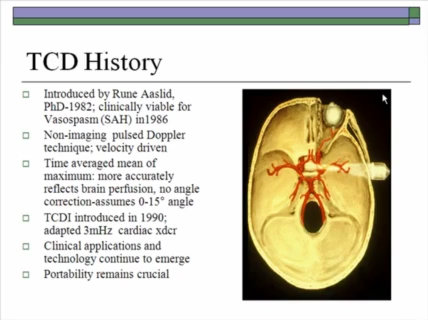 TCD History
Introduced by Rune Aaslid,
PhD-1982; clinically viable for
Vasospasm (SAH) in1986
Non-imaging pulsed Doppler
technique; velocity driven
Time averaged mean of
maximum: more accurately
reflects brain perfusion, no angle
correction-assumes 0-15° angle
TCDI introduced in 1990;
adapted 3mHz cardiac xdcr
Clinical applications and
technology continue to emerge
Portability remains crucial